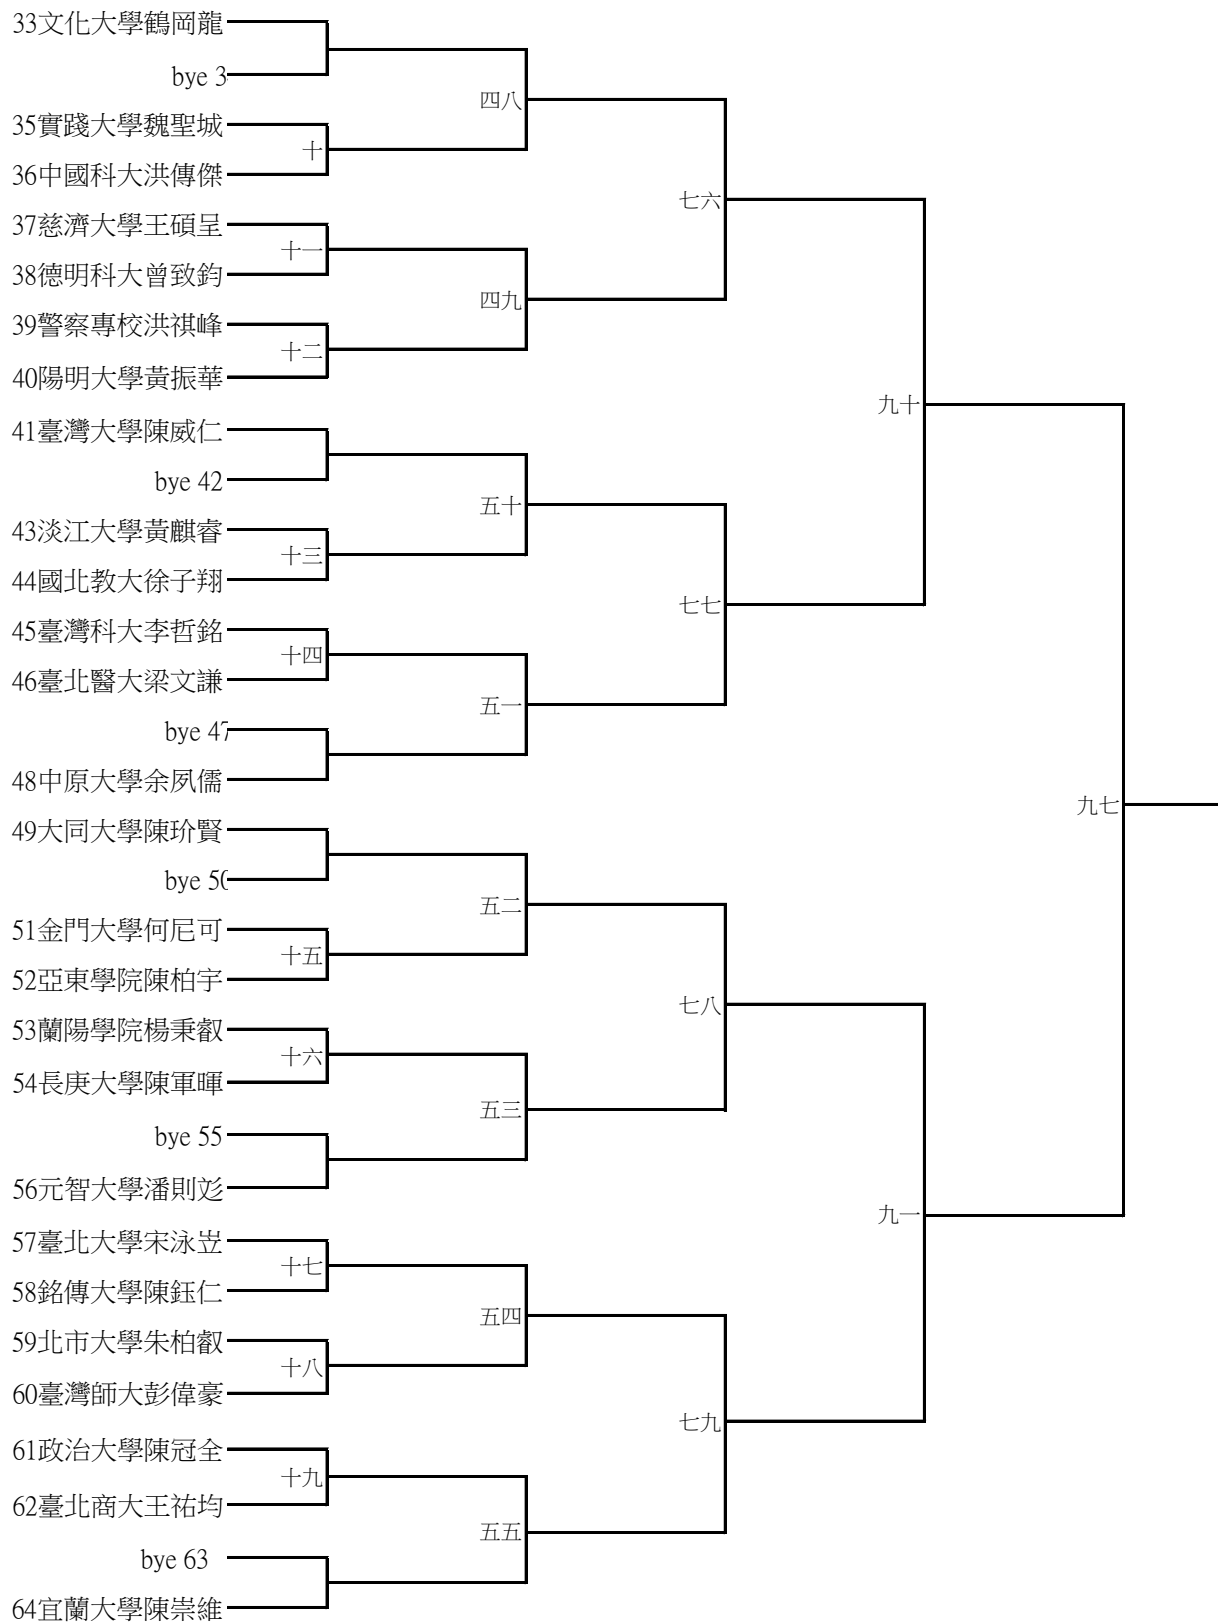 33文化大學鶴岡龍
bye 3
四八
35實踐大學魏聖城
十
36中國科大洪傳傑
七六
37慈濟大學王碩呈
十一
38德明科大曾致鈞
四九
39警察專校洪祺峰
十二
40陽明大學黃振華
九十
41臺灣大學陳威仁
bye 42
五十
43淡江大學黃麒睿
十三
44國北教大徐子翔
七七
45臺灣科大李哲銘
十四
46臺北醫大梁文謙
五一
bye 47
48中原大學余夙儒
九七
49大同大學陳玠賢
bye 50
五二
51金門大學何尼可
十五
52亞東學院陳柏宇
七八
53蘭陽學院楊秉叡
十六
54長庚大學陳軍暉
五三
bye 55
56元智大學潘則彣
九一
57臺北大學宋泳岦
十七
58銘傳大學陳鈺仁
五四
59北市大學朱柏叡
十八
60臺灣師大彭偉豪
七九
61政治大學陳冠全
十九
62臺北商大王祐均
五五
bye 63
64宜蘭大學陳崇維